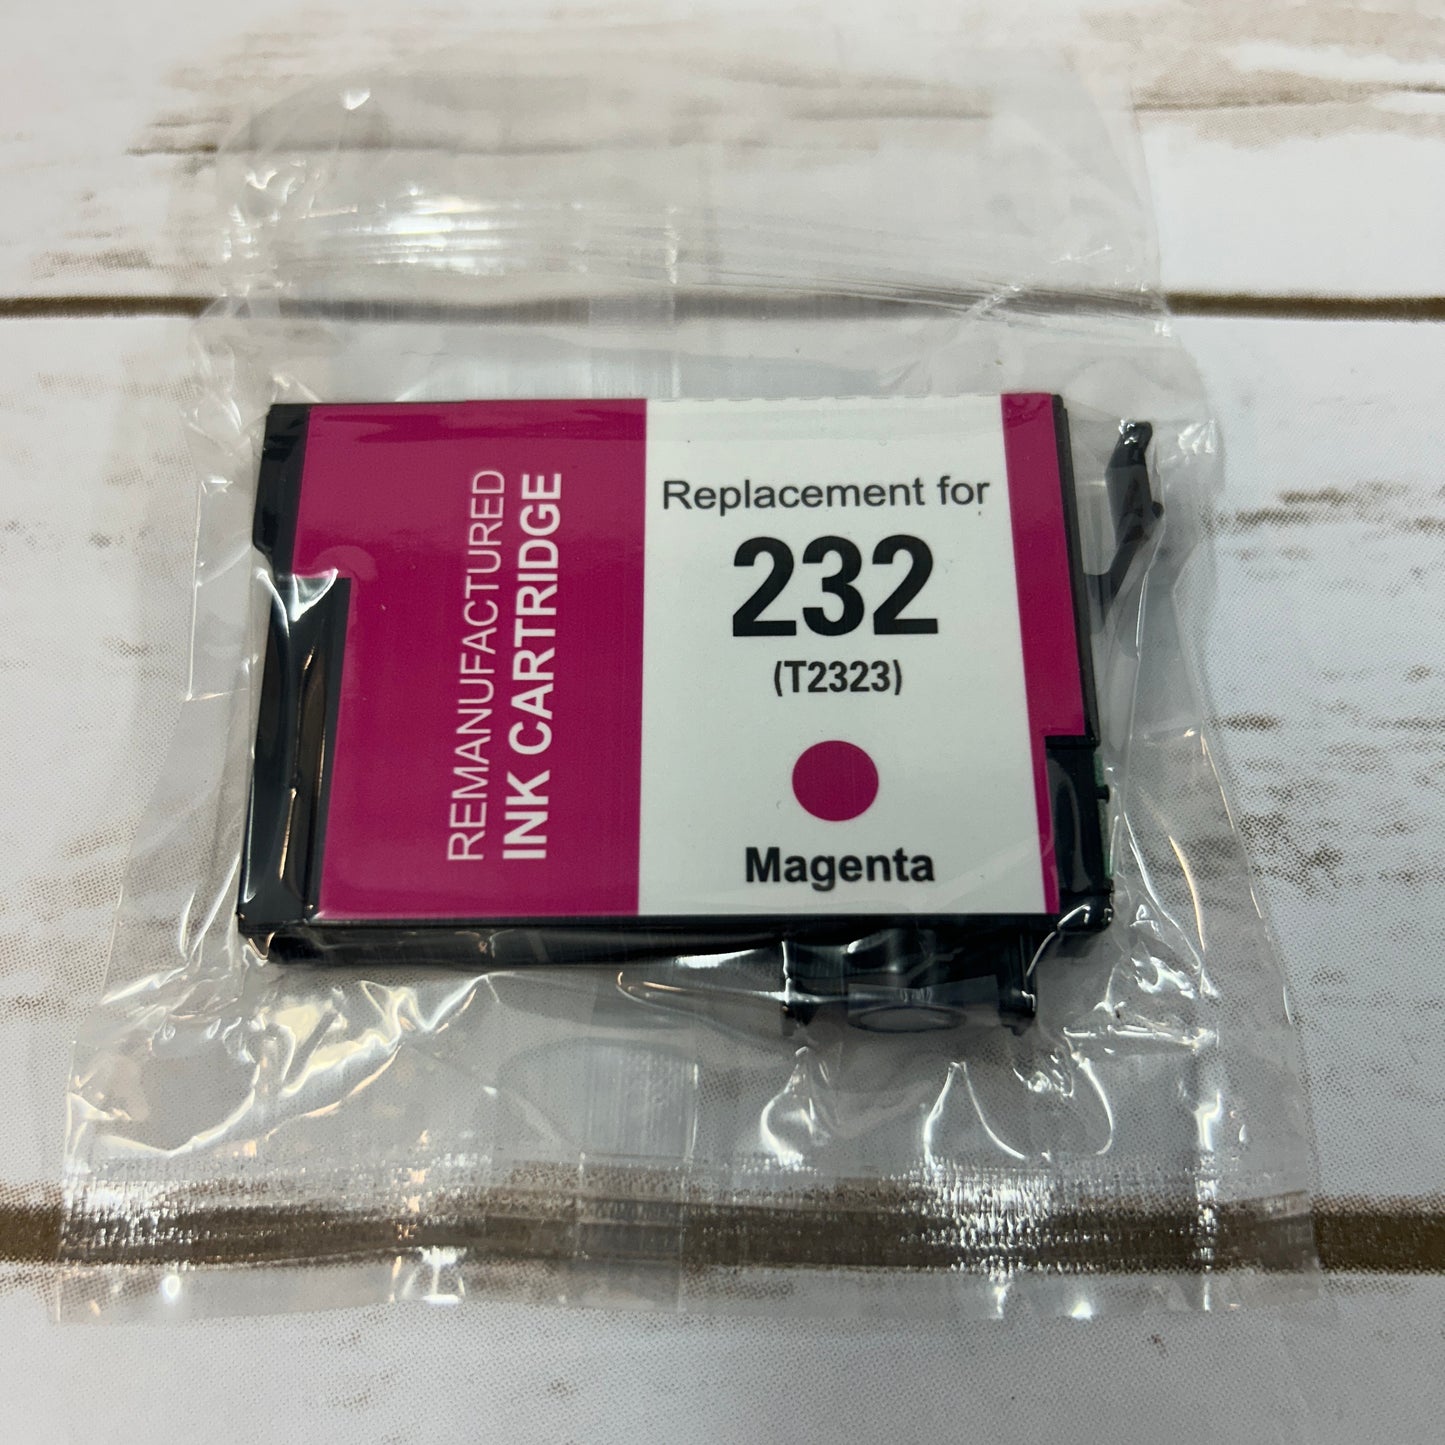 REMANUFACTURED
INK CARTRIDGE
Replacement for
232
(T2323)
Magenta